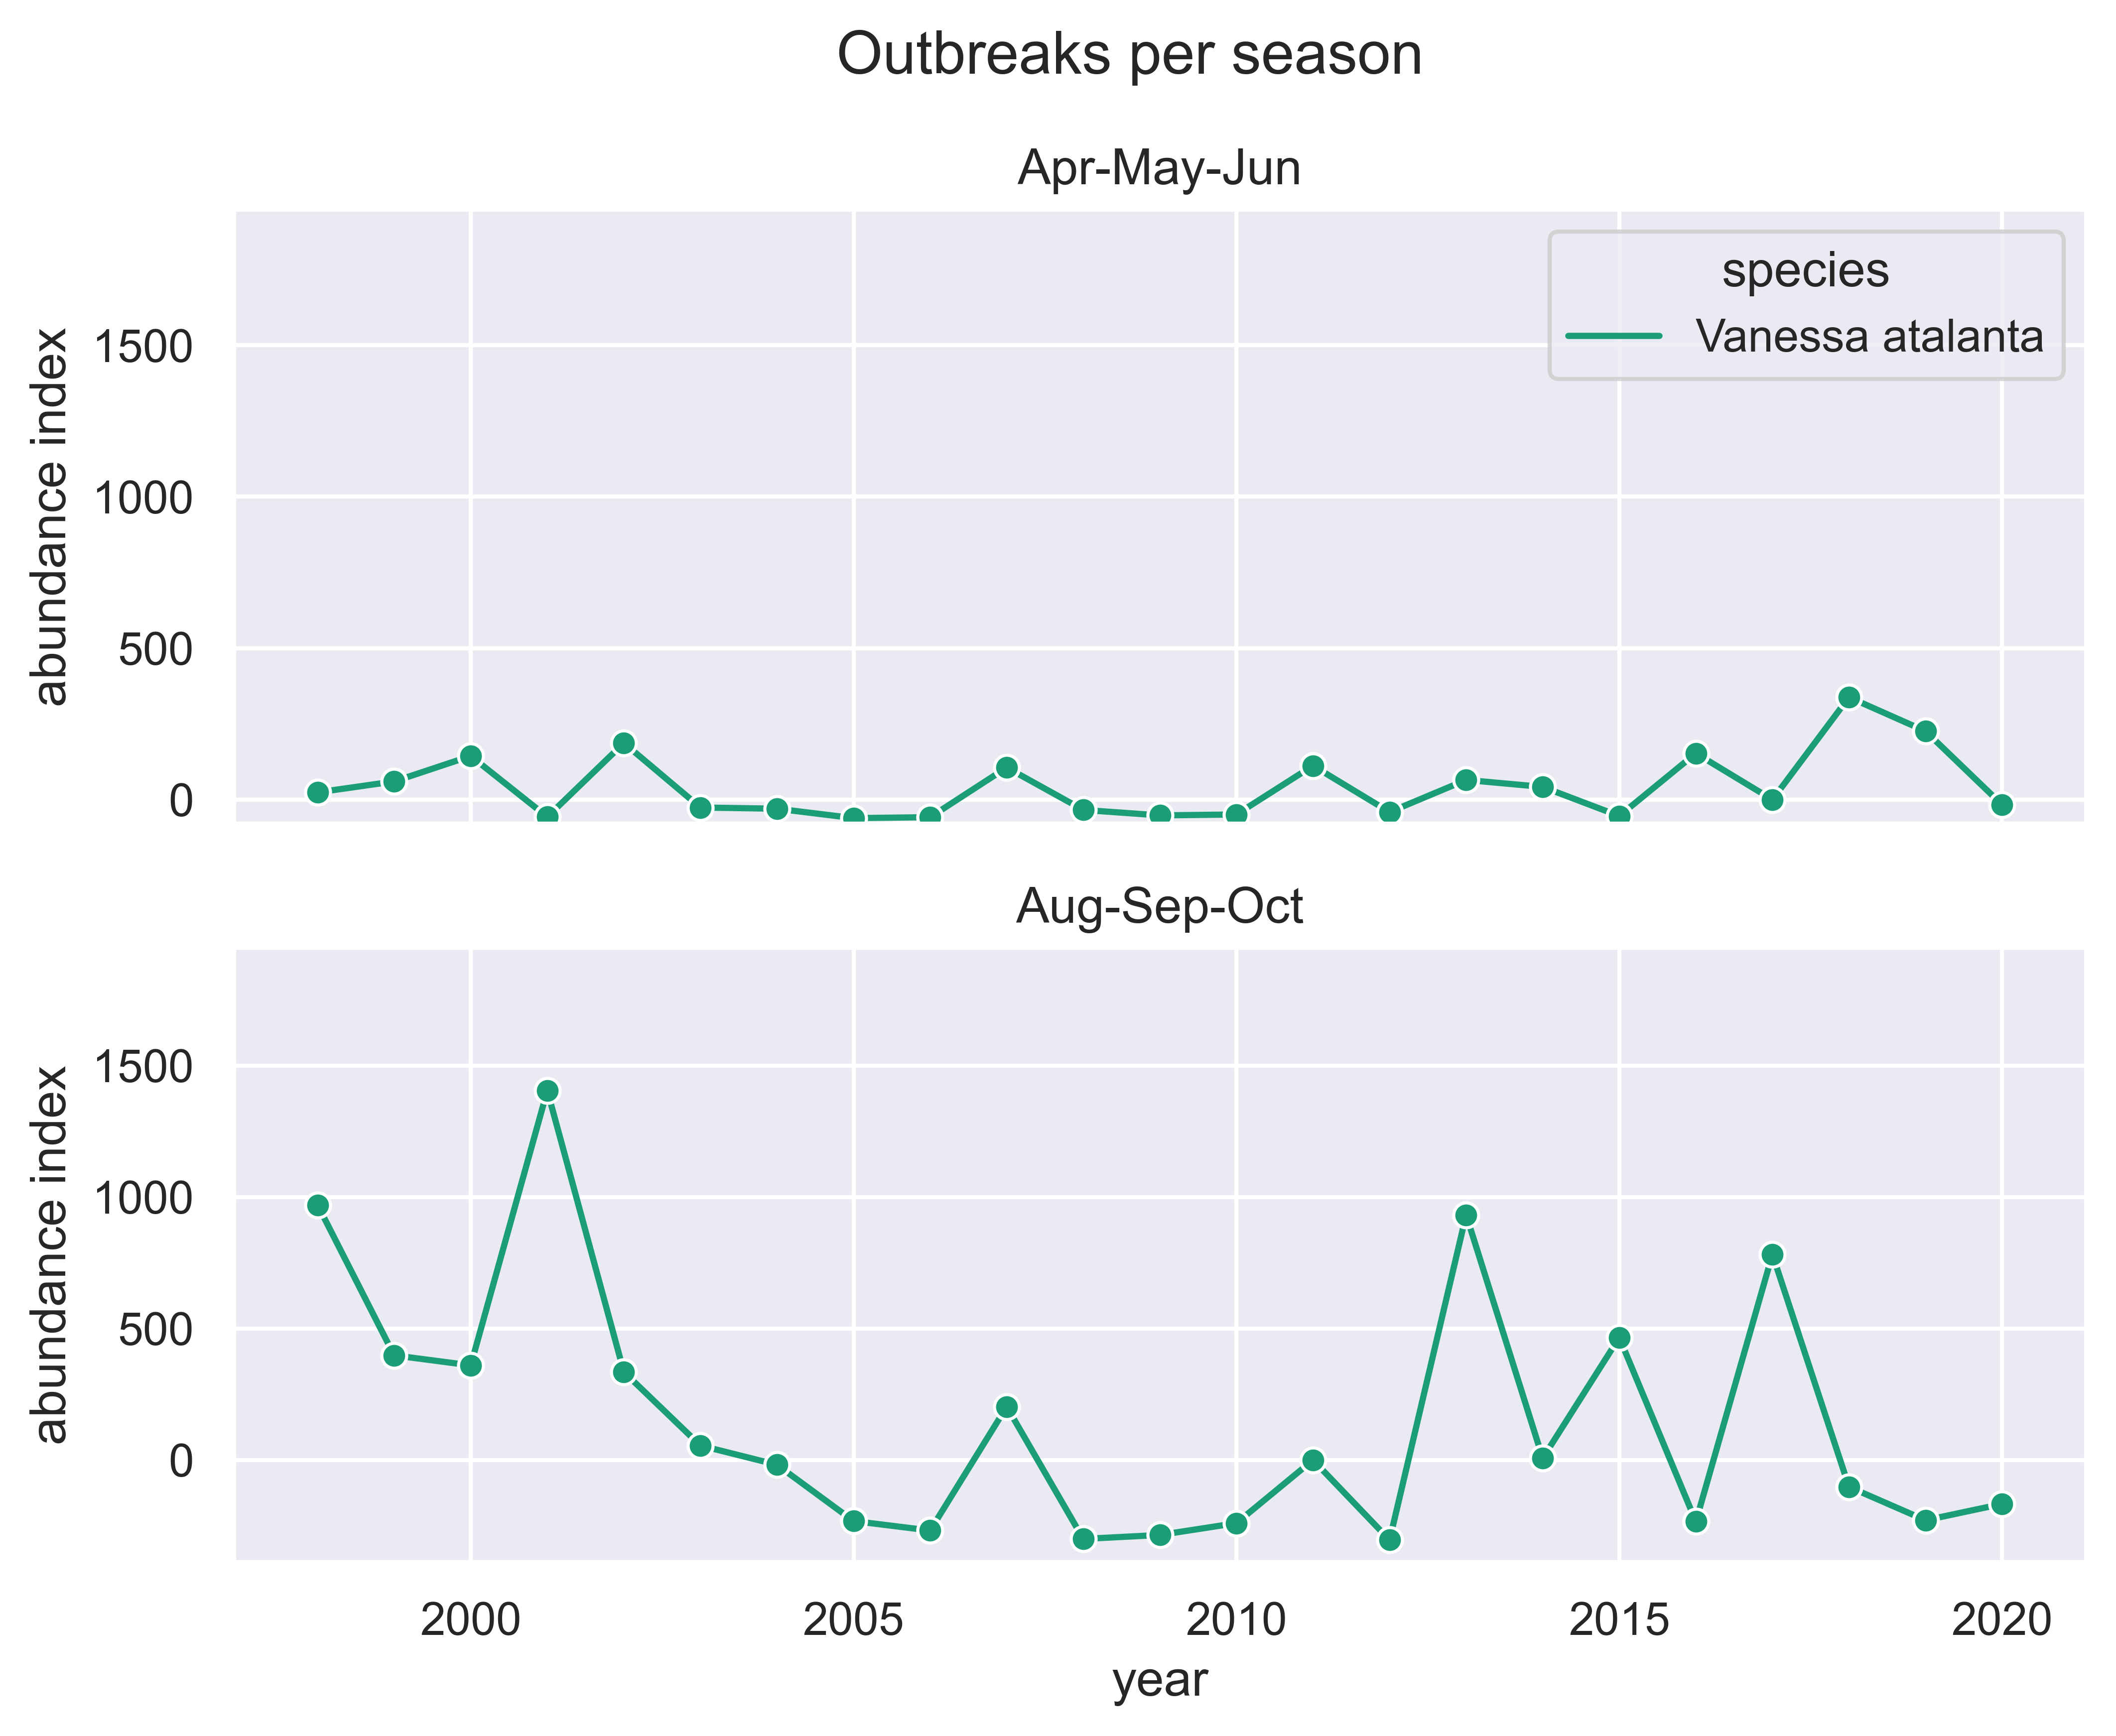 Outbreaks per season
Apr-May-Jun
species
Vanessa atalanta
abundance index
1500
1000
500
0
Aug-Sep-Oct
abundance index
1500
1000
500
0
2000 2005 2010 2015 2020
year